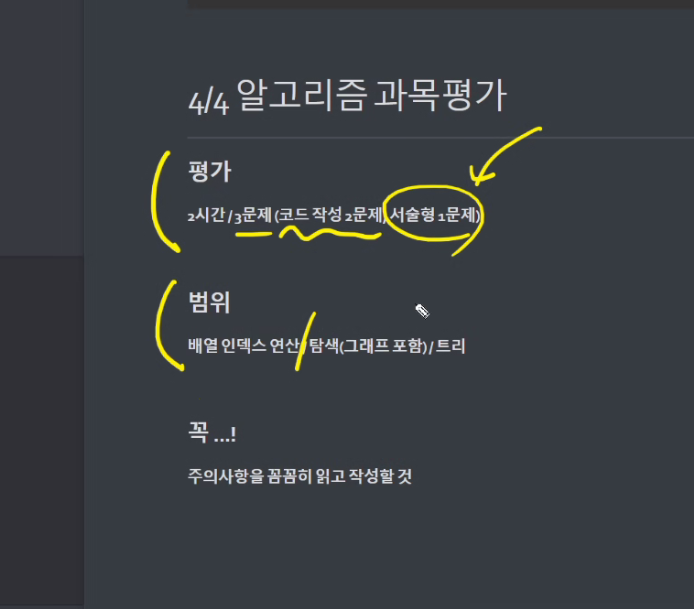 4/4 알고리즘 과목평가
평가
2시간 / 3문제 (코드 작성 2문제, 서술형 1문제)
범위
배열 인덱스 연산 / 탐색(그래프 포함) / 트리
꼭 ...!
주의사항을 꼼꼼히 읽고 작성할 것